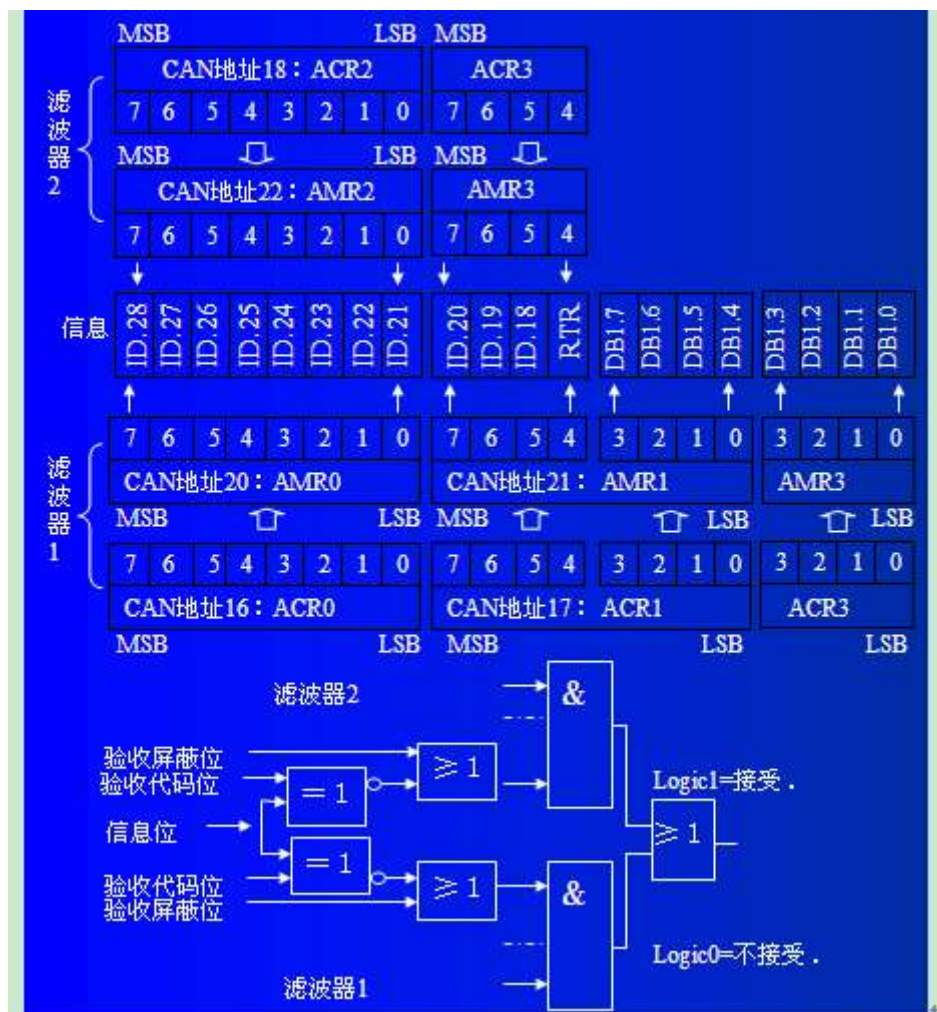 MSB LSB MSB
CAN地址18：ACR2 ACR3
7 6 5 4 3 2 1 0 7 6 5 4
滤波器2
MSB LSB MSB
CAN地址22：AMR2 AMR3
7 6 5 4 3 2 1 0 7 6 5 4
信息 ID.28 ID.27 ID.26 ID.25 ID.24 ID.23 ID.22 ID.21 ID.20 ID.19 ID.18 RTR DB1.7 DB1.6 DB1.5 DB1.4 DB1.3 DB1.2 DB1.1 DB1.0
7 6 5 4 3 2 1 0 7 6 5 4 3 2 1 0 3 2 1 0
CAN地址20：AMR0 CAN地址21： AMR1 AMR3
滤波器1
MSB LSB MSB LSB LSB
7 6 5 4 3 2 1 0 7 6 5 4 3 2 1 0 3 2 1 0
CAN地址16：ACR0 CAN地址17： ACR1 ACR3
MSB LSB MSB LSB LSB
滤波器2 &
验收屏蔽位 ≥1
验收代码位 =1 Logic1=接受．
信息位 ≥1
=1
验收代码位 ≥1 &
验收屏蔽位
Logic0=不接受．
滤波器1